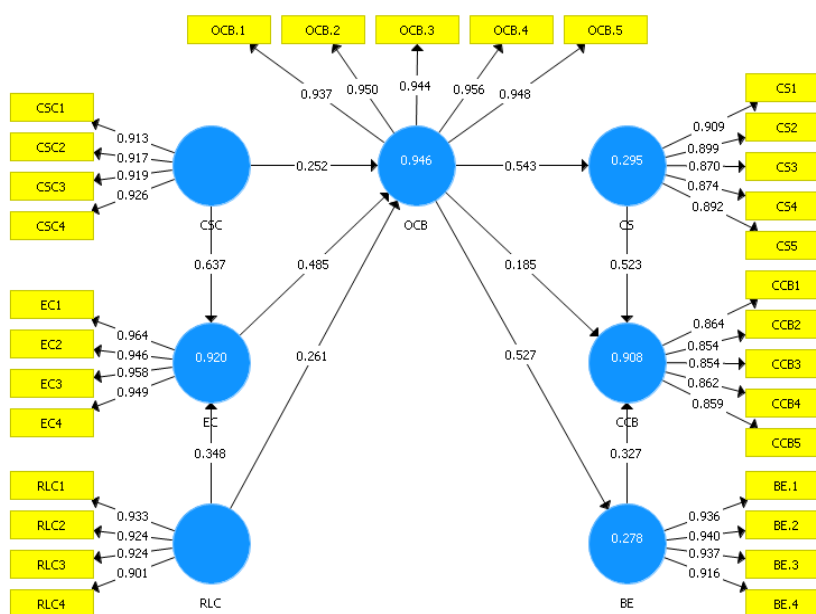 OCB.1 OCB.2 OCB.3 OCB.4 OCB.5
0.937 0.950 0.944 0.956 0.948
CSC1
CSC2
CSC3
CSC4
0.913
0.917
0.919
0.926
CSC
0.252
0.946
OCB
0.543
0.295
CS
0.909
0.899
0.870
0.874
0.892
CS1
CS2
CS3
CS4
CS5
0.637
0.485
0.261
0.185
0.527
0.523
EC1
EC2
EC3
EC4
0.964
0.946
0.958
0.949
0.920
EC
0.908
CCB
0.864
0.854
0.854
0.862
0.859
CCB1
CCB2
CCB3
CCB4
CCB5
0.348
0.327
RLC1
RLC2
RLC3
RLC4
0.933
0.924
0.924
0.901
RLC
0.278
BE
0.936
0.940
0.937
0.916
BE.1
BE.2
BE.3
BE.4